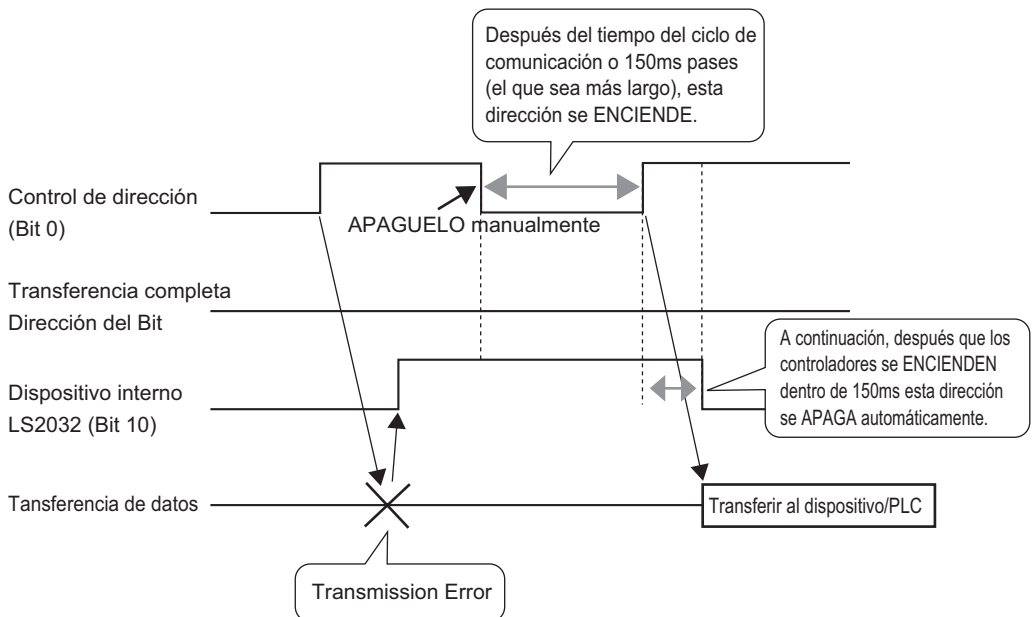 Después del tiempo del ciclo de
comunicación o 150ms pases
(el que sea más largo), esta
dirección se ENCIENDE.
Control de dirección
(Bit 0)
APAGUELO manualmente
Transferencia completa
Dirección del Bit
A continuación, después que los
controladores se ENCIENDEN
dentro de 150ms esta dirección
se APAGA automáticamente.
Dispositivo interno
LS2032 (Bit 10)
Tansferencia de datos
Transferir al dispositivo/PLC
Transmission Error